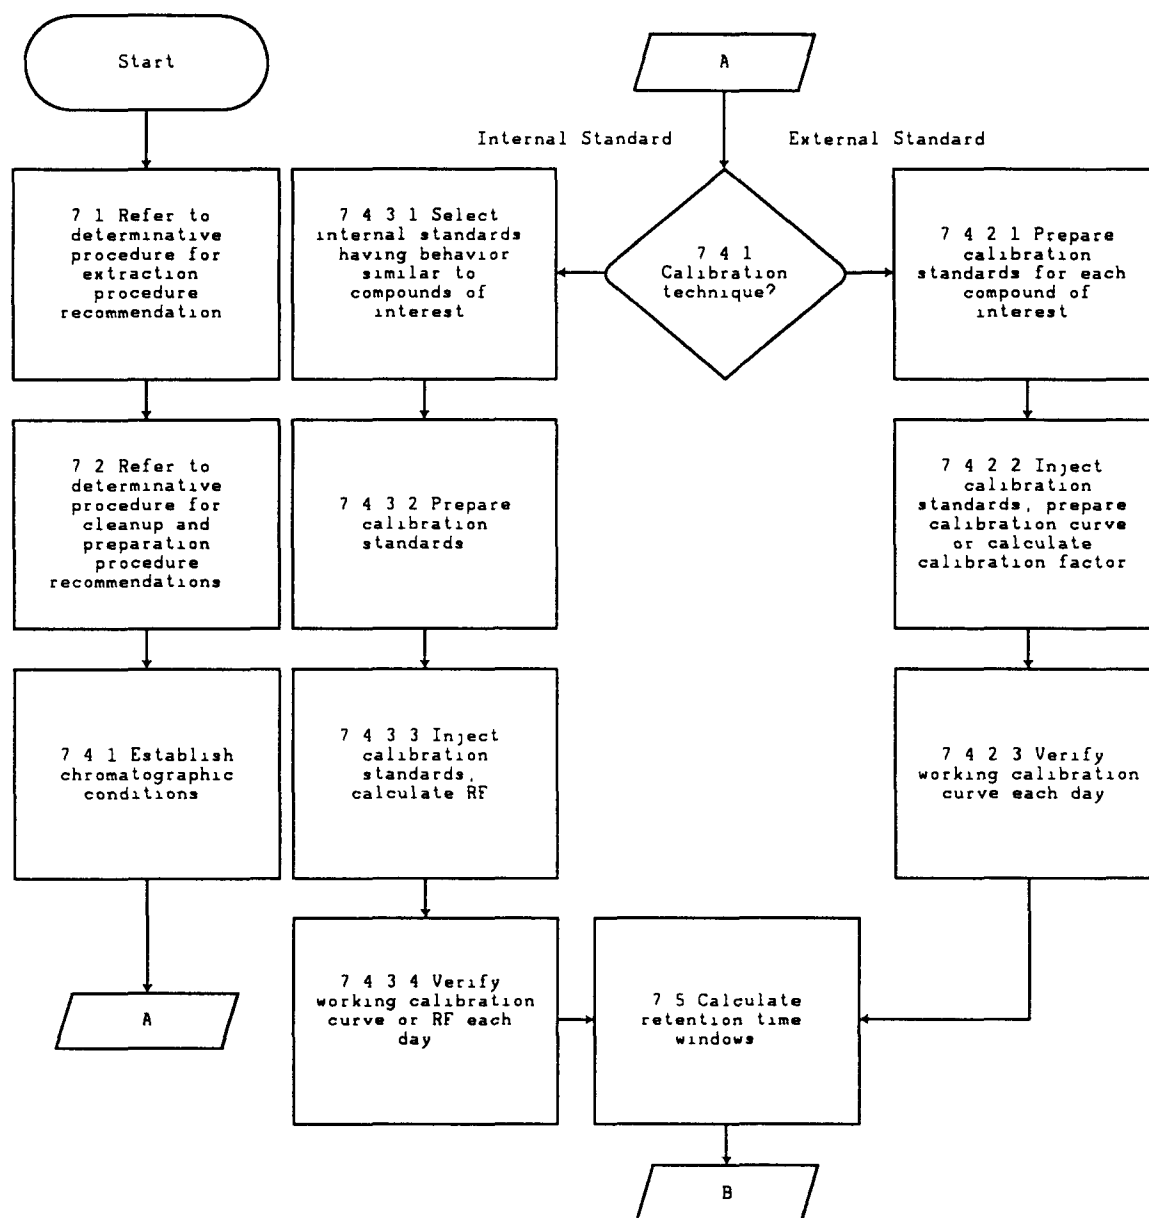 Start
7 1 Refer to
determinative
procedure for
extraction
procedure
recommendation
7 2 Refer to
determinative
procedure for
cleanup and
preparation
procedure
recommendations
7 4 1 Establish
chromatographic
conditions
A
A
Internal Standard
External Standard
7 4 1
Calibration
technique?
7 4 3 1 Select
internal standards
having behavior
similar to
compounds of
interest
7 4 3 2 Prepare
calibration
standards
7 4 3 3 Inject
calibration
standards,
calculate RF
7 4 3 4 Verify
working calibration
curve or RF each
day
7 4 2 1 Prepare
calibration
standards for each
compound of
interest
7 4 2 2 Inject
calibration
standards, prepare
calibration curve
or calculate
calibration factor
7 4 2 3 Verify
working calibration
curve each day
7 5 Calculate
retention time
windows
B